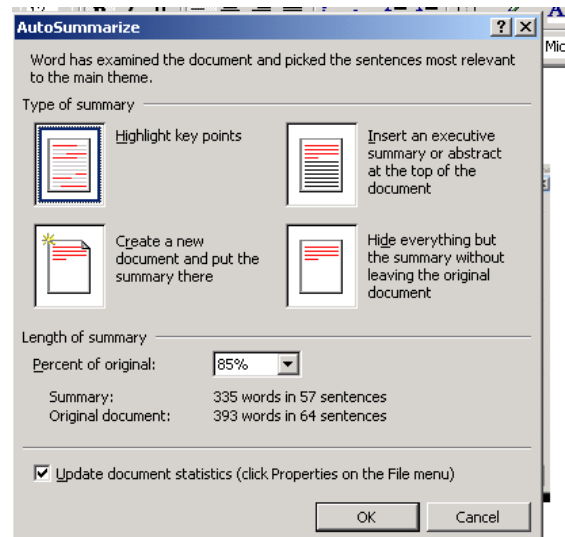 AutoSummarize
Word has examined the document and picked the sentences most relevant
to the main theme.
Type of summary
Highlight key points
Insert an executive
summary or abstract
at the top of the
document
Create a new
document and put the
summary there
Hide everything but
the summary without
leaving the original
document
Length of summary
Percent of original: 85%
Summary: 335 words in 57 sentences
Original document: 393 words in 64 sentences
Update document statistics (click Properties on the File menu)
OK Cancel